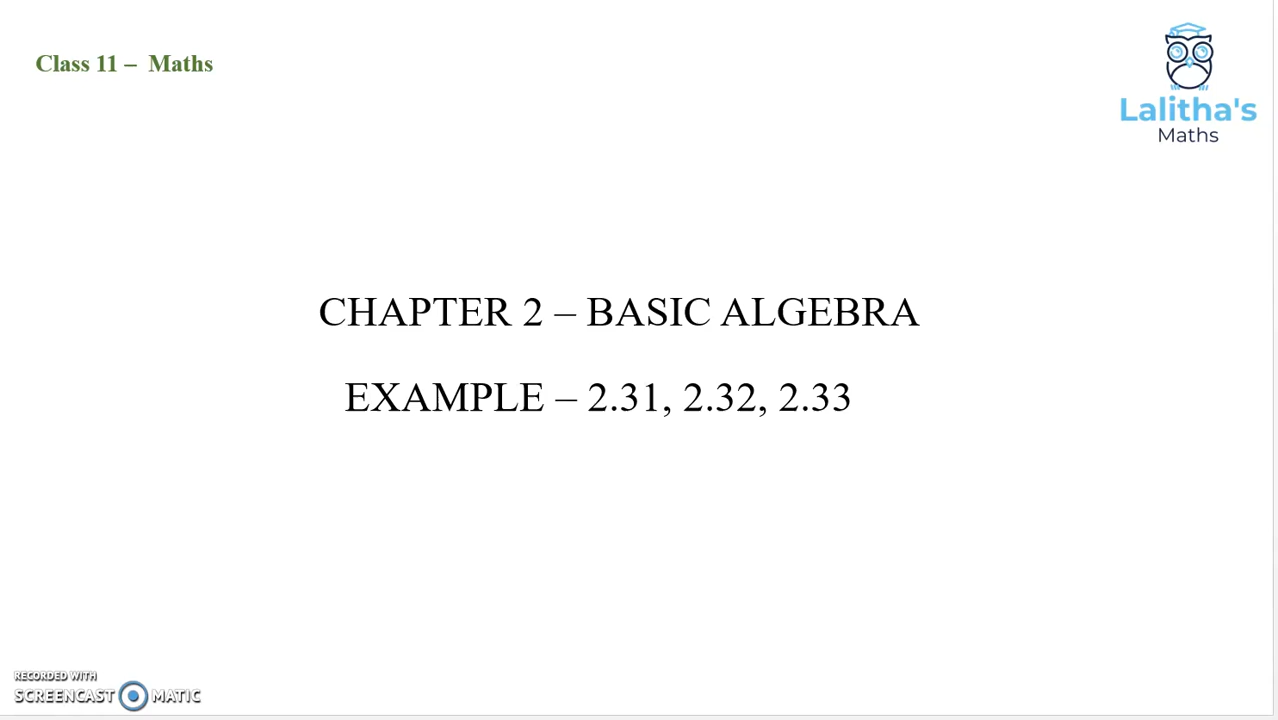 Class 11 – Maths
Lalitha's
Maths
CHAPTER 2 – BASIC ALGEBRA
EXAMPLE – 2.31, 2.32, 2.33
RECORDED WITH
SCREENCAST MATIC